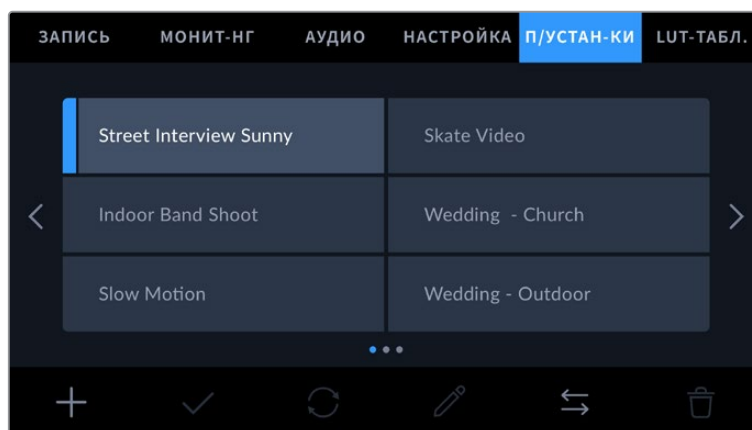 ЗАПИСЬ МОНИТ-НГ АУДИО НАСТРОЙКА П/УСТАН-КИ LUT-ТАБЛ.
Street Interview Sunny Skate Video
Indoor Band Shoot Wedding - Church
Slow Motion Wedding - Outdoor